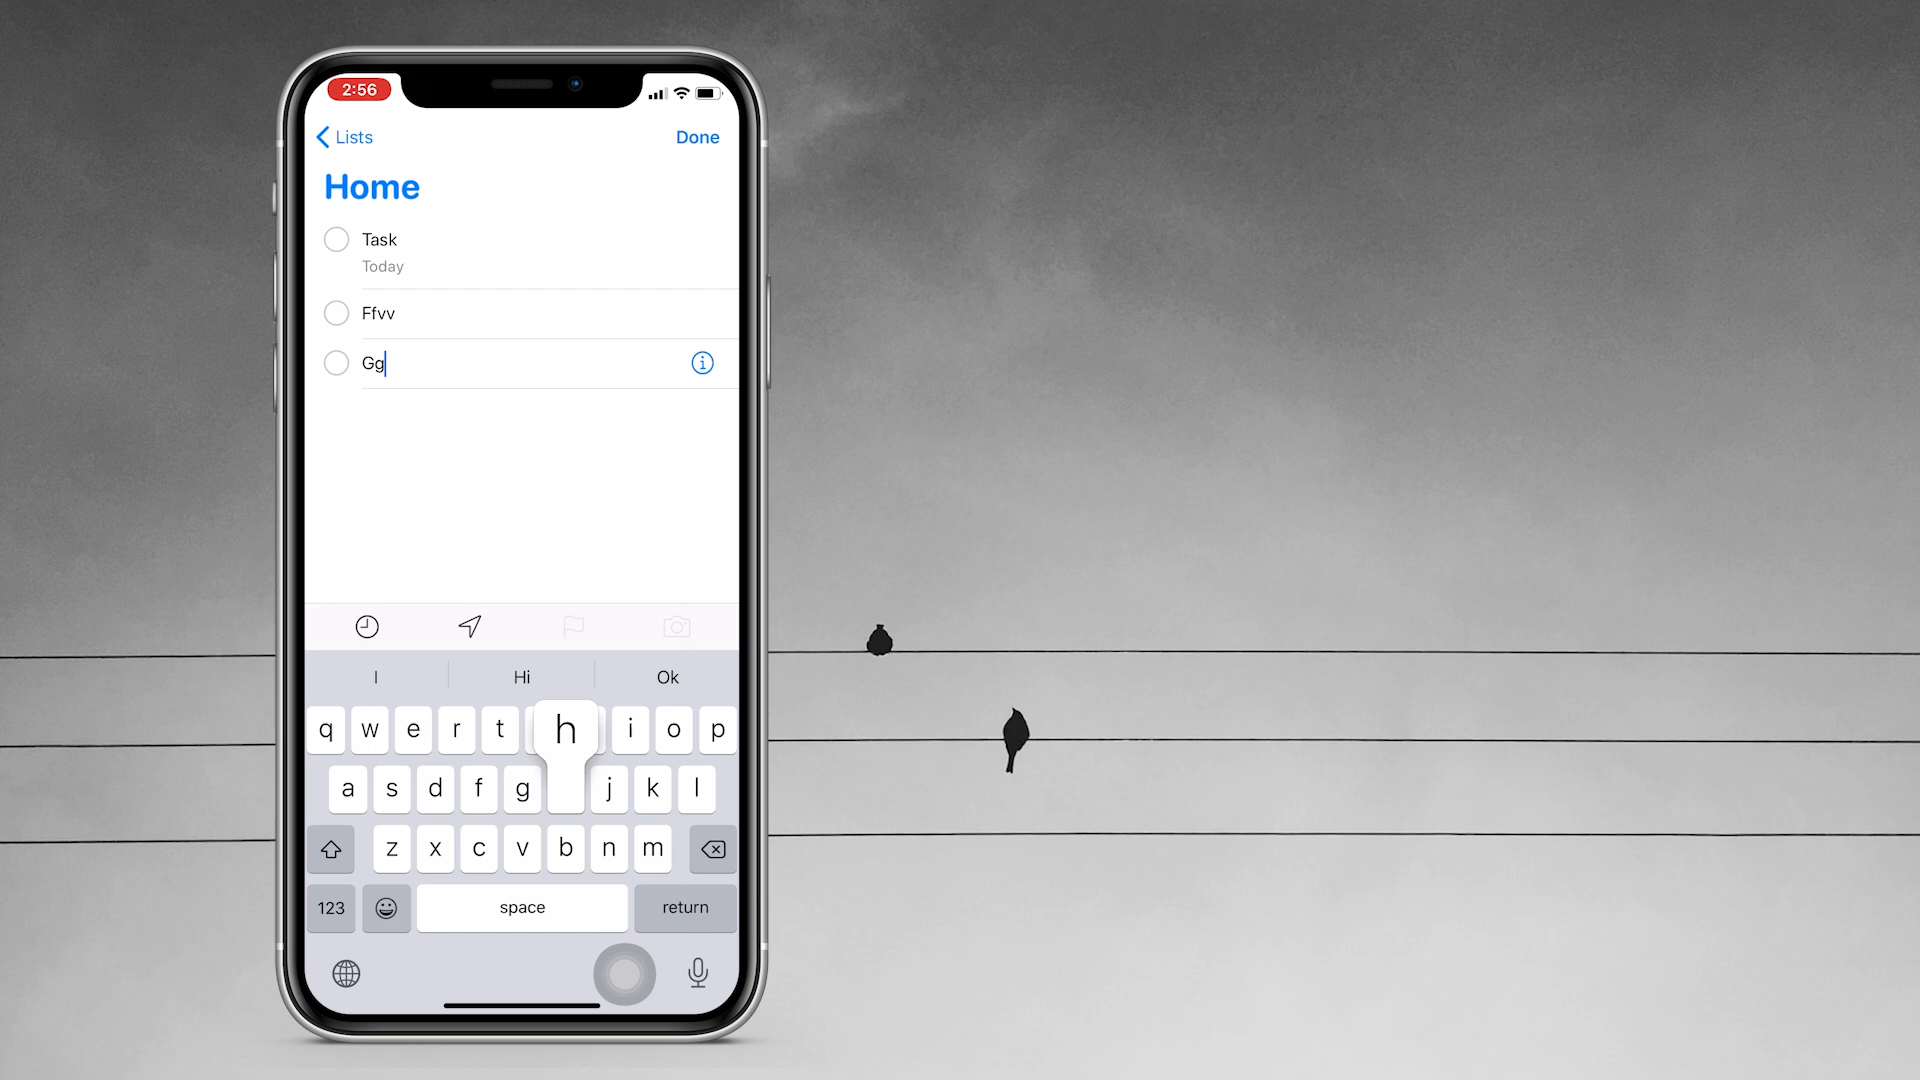 2:56
Lists
Done
Home
Task
Today
Ffvv
Gg
I
Hi
Ok
q w e r t h i o p
a s d f g j k l
z x c v b n m
123
space
return